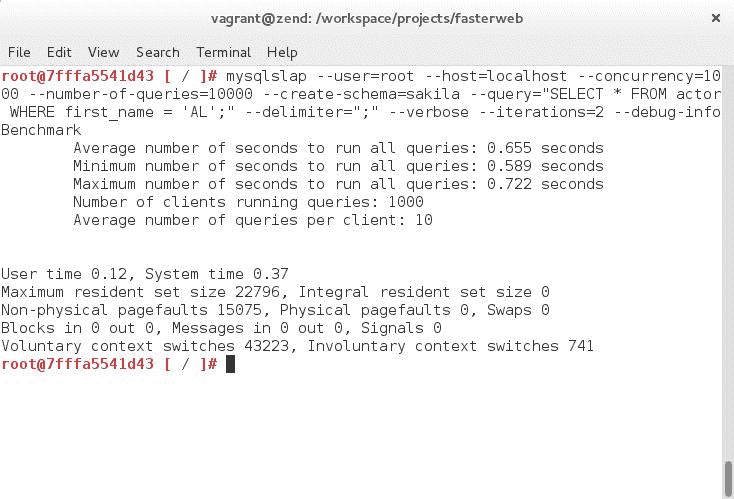 vagrant@zend: /workspace/projects/fasterweb ×
File Edit View Search Terminal Help
root@7fffa5541d43 [ / ]# mysqlslap --user=root --host=localhost --concurrency=10
00 --number-of-queries=10000 --create-schema=sakila --query="SELECT * FROM actor
 WHERE first_name = 'AL';" --delimiter=";" --verbose --iterations=2 --debug-info
Benchmark
        Average number of seconds to run all queries: 0.655 seconds
        Minimum number of seconds to run all queries: 0.589 seconds
        Maximum number of seconds to run all queries: 0.722 seconds
        Number of clients running queries: 1000
        Average number of queries per client: 10
User time 0.12, System time 0.37
Maximum resident set size 22796, Integral resident set size 0
Non-physical pagefaults 15075, Physical pagefaults 0, Swaps 0
Blocks in 0 out 0, Messages in 0 out 0, Signals 0
Voluntary context switches 43223, Involuntary context switches 741
root@7fffa5541d43 [ / ]#